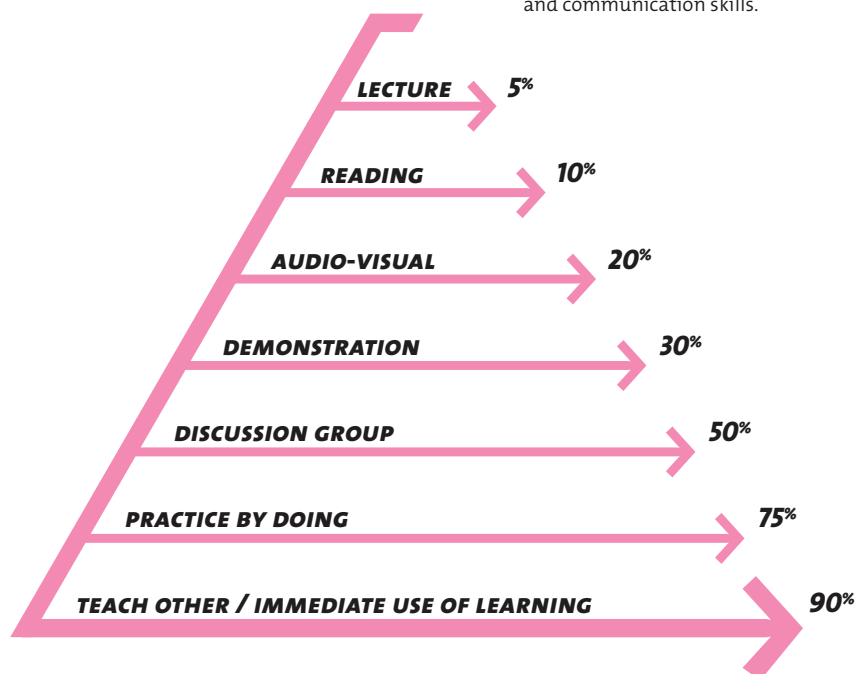 and communication skills.
LECTURE 5%
READING 10%
AUDIO-VISUAL 20%
DEMONSTRATION 30%
DISCUSSION GROUP 50%
PRACTICE BY DOING 75%
TEACH OTHER / IMMEDIATE USE OF LEARNING 90%